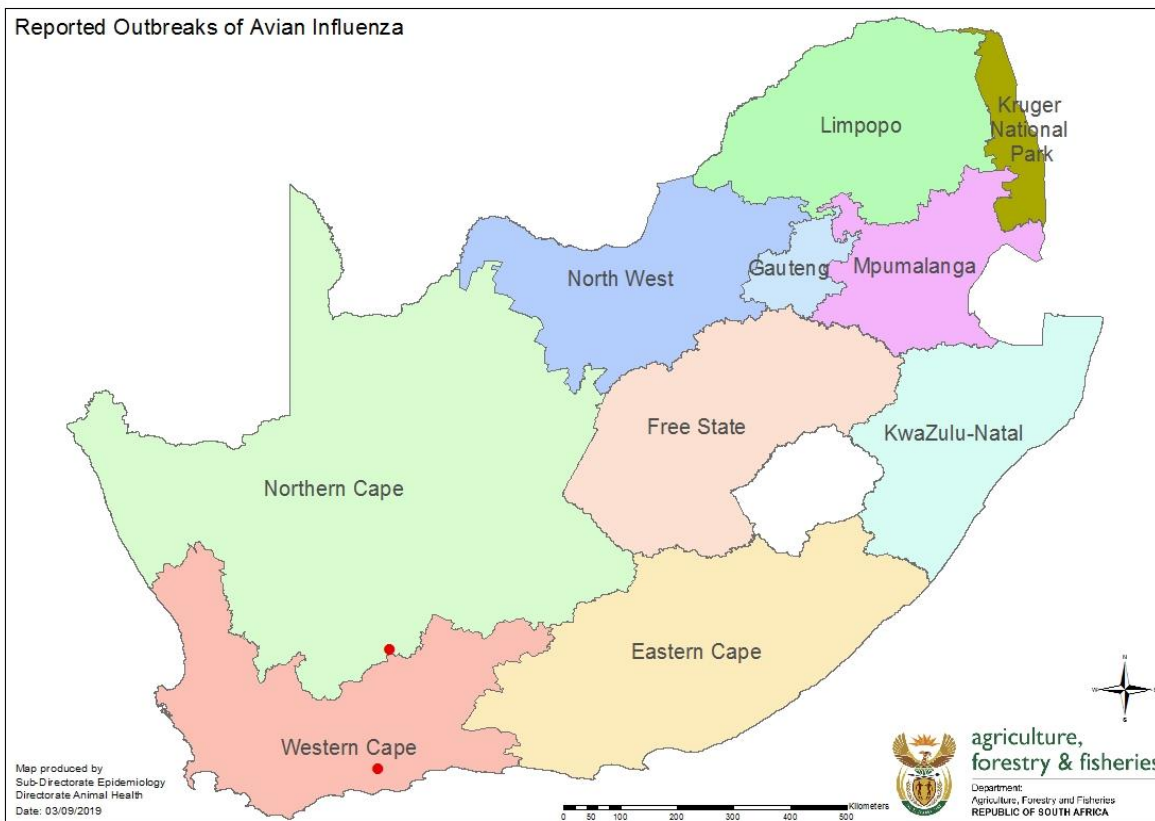 Reported Outbreaks of Avian Influenza
Limpopo
Kruger
National
Park
North West
Gauteng
Mpumalanga
Free State
KwaZulu-Natal
Northern Cape
Eastern Cape
Western Cape
Map produced by
Sub-Directorate Epidemiology
Directorate Animal Health
Date: 03/09/2019
N
W
E
S
Kilometers
0 50 100 200 300 400 500
agriculture,
forestry & fisheries
Department:
Agriculture, Forestry and Fisheries
REPUBLIC OF SOUTH AFRICA